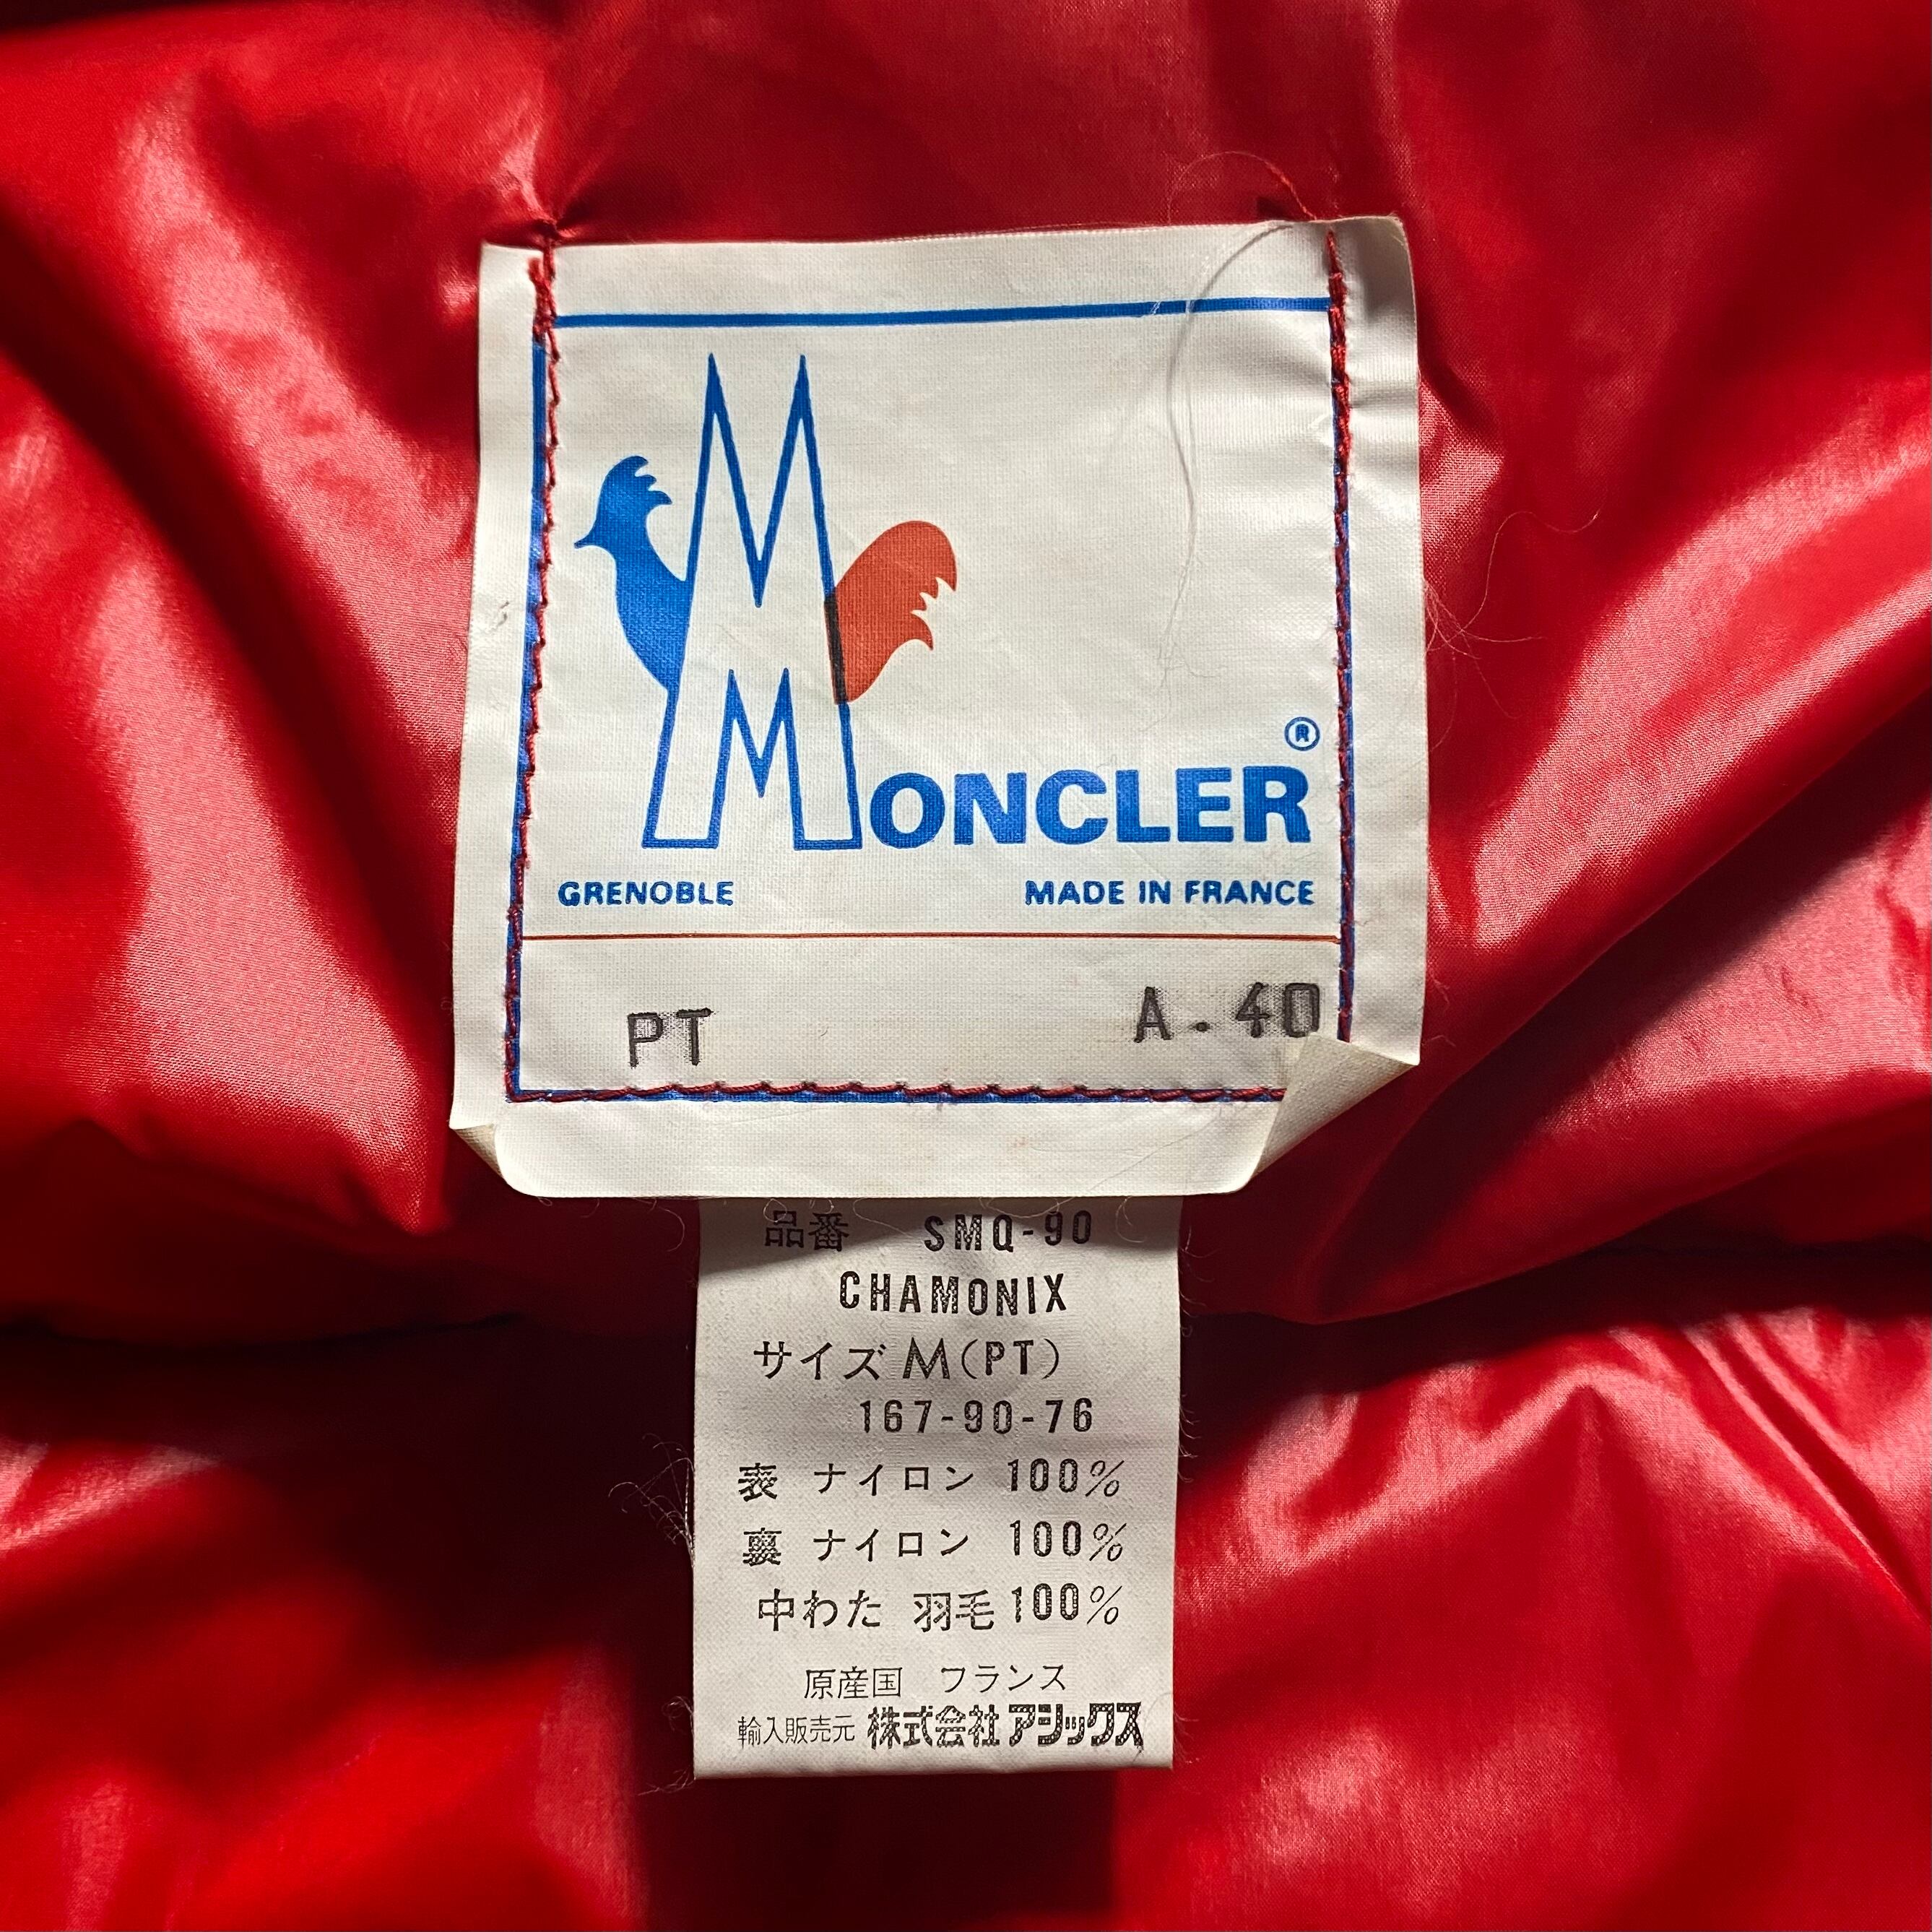 MONCLER ®
GRENOBLE MADE IN FRANCE
PT A.40
品番 SMQ-90
CHAMONIX
サイズ M(PT)
167-90-76
表 ナイロン 100%
裏 ナイロン 100%
中わた 羽毛 100%
原産国 フランス
輸入販売元 株式会社アシックス